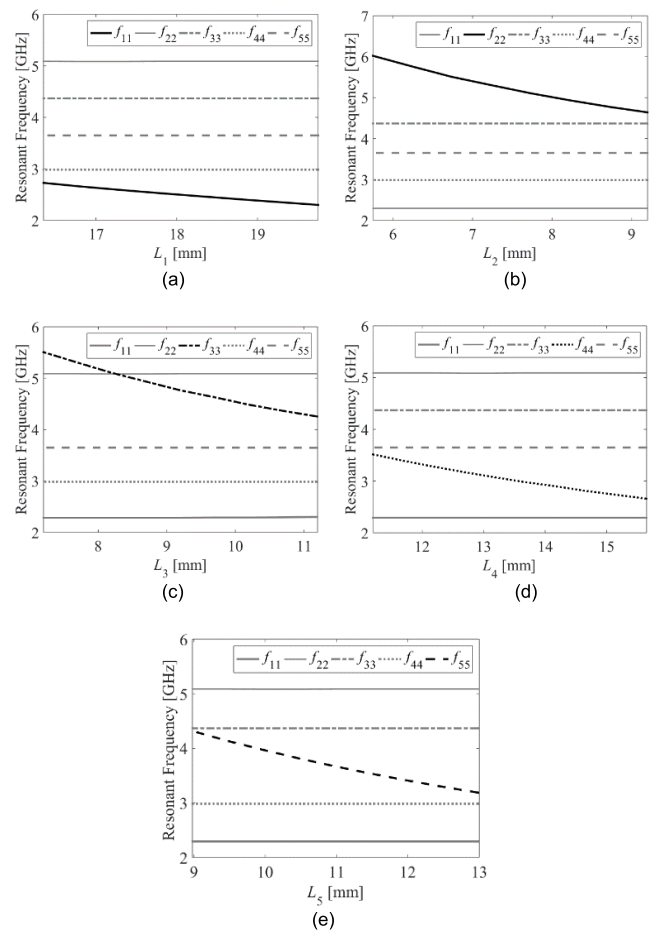 f11 f22 f33 f44 f55
Resonant Frequency [GHz]
6
5
4
3
2
17 18 19
L1 [mm]
(a)
f11 f22 f33 f44 f55
Resonant Frequency [GHz]
7
6
5
4
3
2
6 7 8 9
L2 [mm]
(b)
f11 f22 f33 f44 f55
Resonant Frequency [GHz]
6
5
4
3
2
8 9 10 11
L3 [mm]
(c)
f11 f22 f33 f44 f55
Resonant Frequency [GHz]
6
5
4
3
2
12 13 14 15
L4 [mm]
(d)
f11 f22 f33 f44 f55
Resonant Frequency [GHz]
6
5
4
3
2
9 10 11 12 13
L5 [mm]
(e)